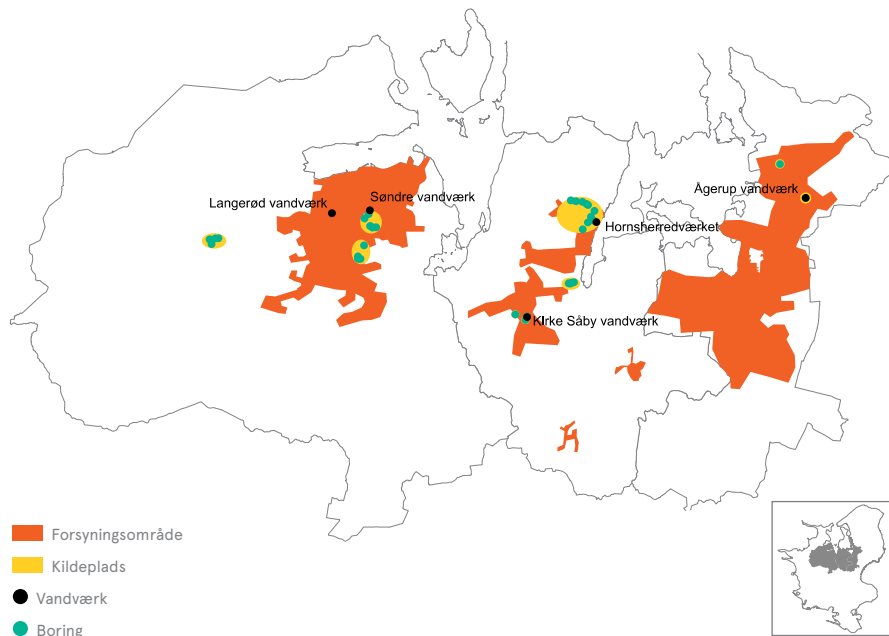 Ågerup vandværk
Søndre vandværk
Langerød vandværk
Hornsherredværket
Kirke Såby vandværk
Forsyningsområde
Kildeplads
Vandværk
Boring